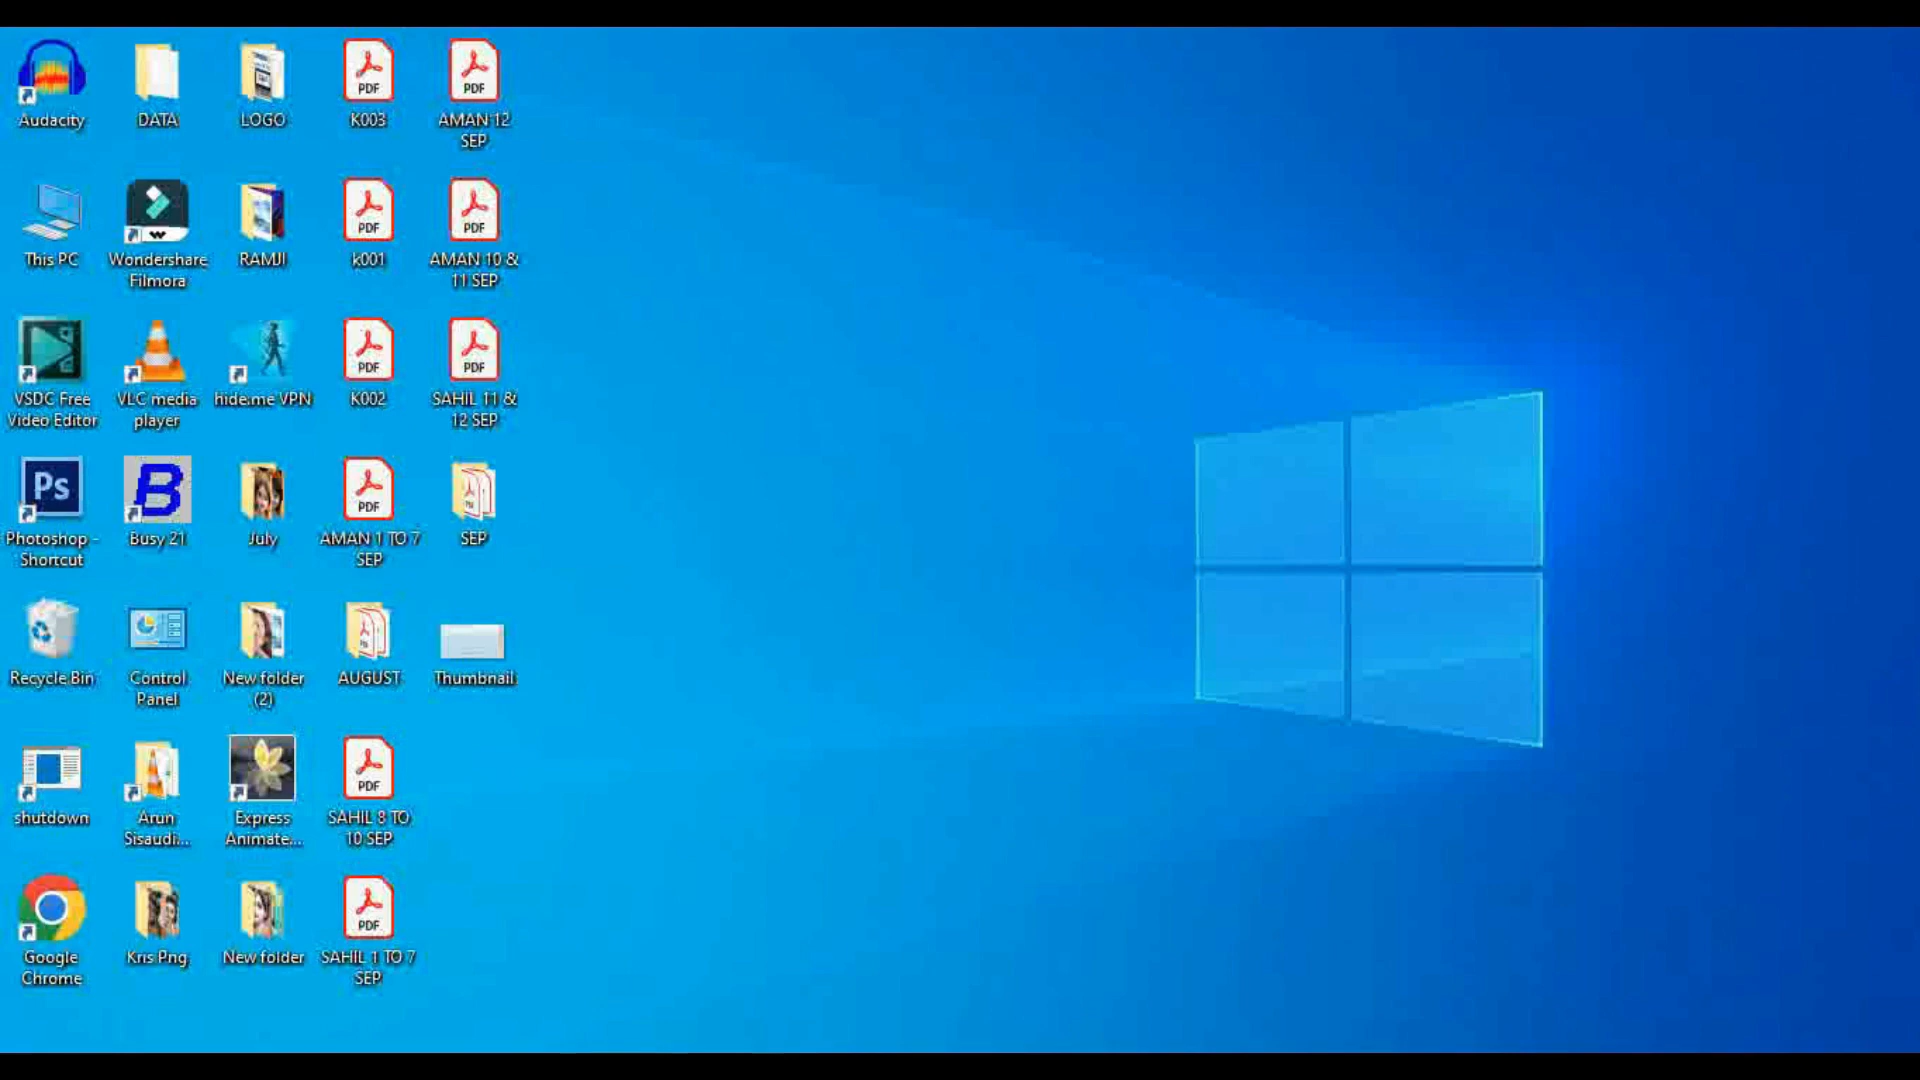 Audacity
DATA
LOGO
PDF
K003
PDF
AMAN 12
SEP
This PC
Wondershare
Filmora
RAMJI
PDF
k001
PDF
AMAN 10 &
11 SEP
VSDC Free
Video Editor
VLC media
player
hide.me VPN
PDF
K002
PDF
SAHIL 11 &
12 SEP
Ps
Photoshop -
Shortcut
B
Busy 21
July
PDF
AMAN 1 TO 7
SEP
SEP
Recycle Bin
Control
Panel
New folder
(2)
AUGUST
Thumbnail
shutdown
Arun
Sisaudi...
Express
Animate...
PDF
SAHIL 8 TO
10 SEP
Google
Chrome
Kris Png
New folder
PDF
SAHIL 1 TO 7
SEP